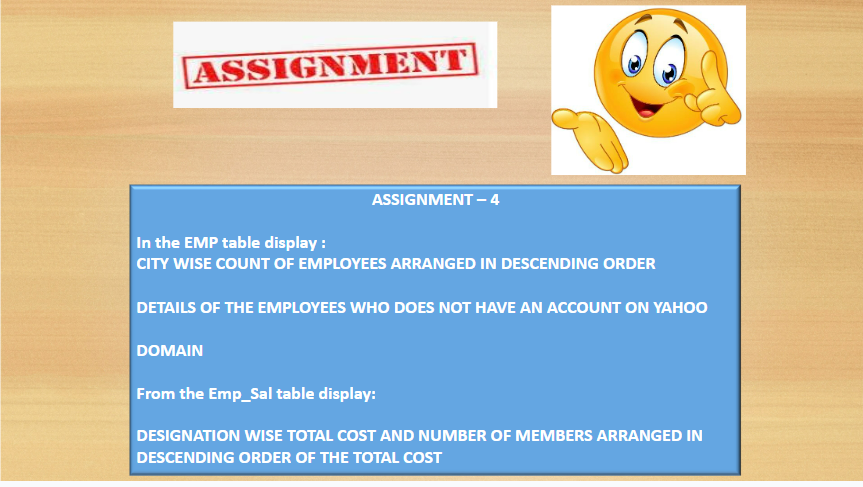 ASSIGNMENT
ASSIGNMENT – 4
In the EMP table display :
CITY WISE COUNT OF EMPLOYEES ARRANGED IN DESCENDING ORDER
DETAILS OF THE EMPLOYEES WHO DOES NOT HAVE AN ACCOUNT ON YAHOO
DOMAIN
From the Emp_Sal table display:
DESIGNATION WISE TOTAL COST AND NUMBER OF MEMBERS ARRANGED IN
DESCENDING ORDER OF THE TOTAL COST